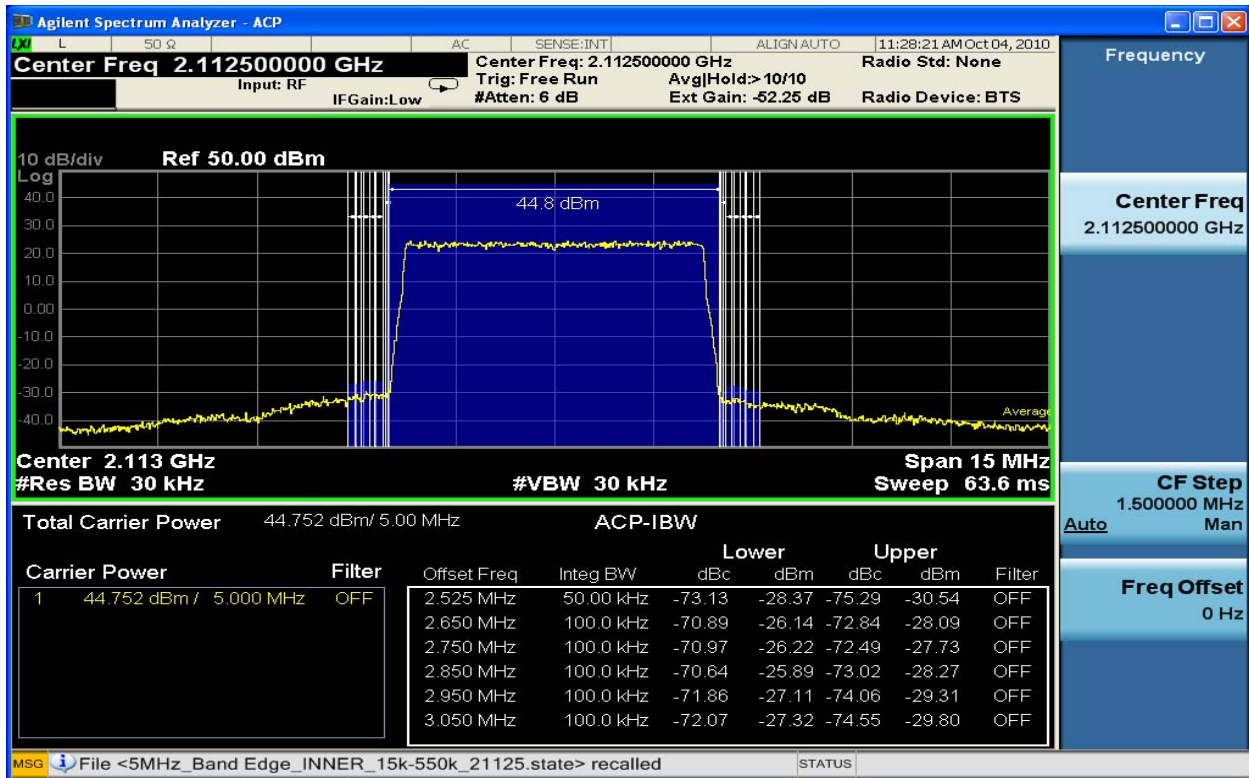 Agilent Spectrum Analyzer - ACP
LXI L 50 Ω AC SENSE:INT ALIGN AUTO 11:28:21 AM Oct 04, 2010
Center Freq 2.112500000 GHz
Input: RF
IFGain:Low
Center Freq: 2.112500000 GHz
Trig: Free Run Avg|Hold:> 10/10
#Atten: 6 dB Ext Gain: -52.25 dB
Radio Std: None
Radio Device: BTS
10 dB/div Ref 50.00 dBm
Log
40.0
30.0
20.0
10.0
0.00
-10.0
-20.0
-30.0
-40.0
44.8 dBm
Average
Center 2.113 GHz Span 15 MHz
#Res BW 30 kHz #VBW 30 kHz Sweep 63.6 ms
Total Carrier Power 44.752 dBm/ 5.00 MHz ACP-IBW
Lower Upper
Carrier Power Filter
1 44.752 dBm / 5.000 MHz OFF
Offset Freq Integ BW dBc dBm dBc dBm Filter
2.525 MHz 50.00 kHz -73.13 -28.37 -75.29 -30.54 OFF
2.650 MHz 100.0 kHz -70.89 -26.14 -72.84 -28.09 OFF
2.750 MHz 100.0 kHz -70.97 -26.22 -72.49 -27.73 OFF
2.850 MHz 100.0 kHz -70.64 -25.89 -73.02 -28.27 OFF
2.950 MHz 100.0 kHz -71.86 -27.11 -74.06 -29.31 OFF
3.050 MHz 100.0 kHz -72.07 -27.32 -74.55 -29.80 OFF
MSG File <5MHz_Band Edge_INNER_15k-550k_21125.state> recalled STATUS
Frequency
Center Freq
2.112500000 GHz
CF Step
1.500000 MHz
Auto Man
Freq Offset
0 Hz